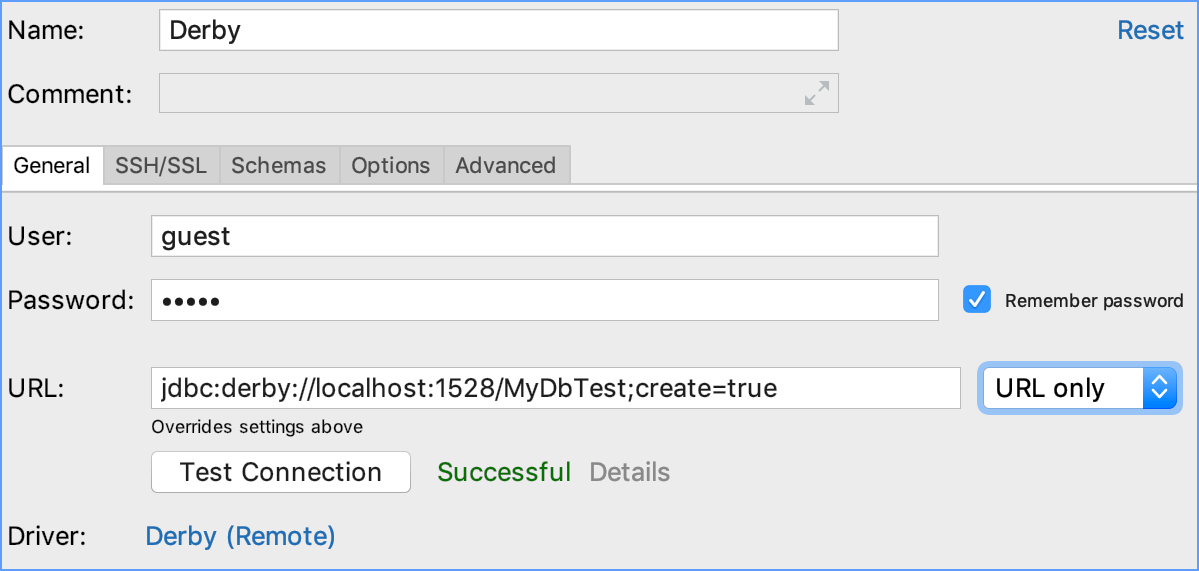 Name: Derby Reset
Comment:
General SSH/SSL Schemas Options Advanced
User: guest
Password: ••••• Remember password
URL: jdbc:derby://localhost:1528/MyDbTest;create=true URL only
Overrides settings above
Test Connection Successful Details
Driver: Derby (Remote)